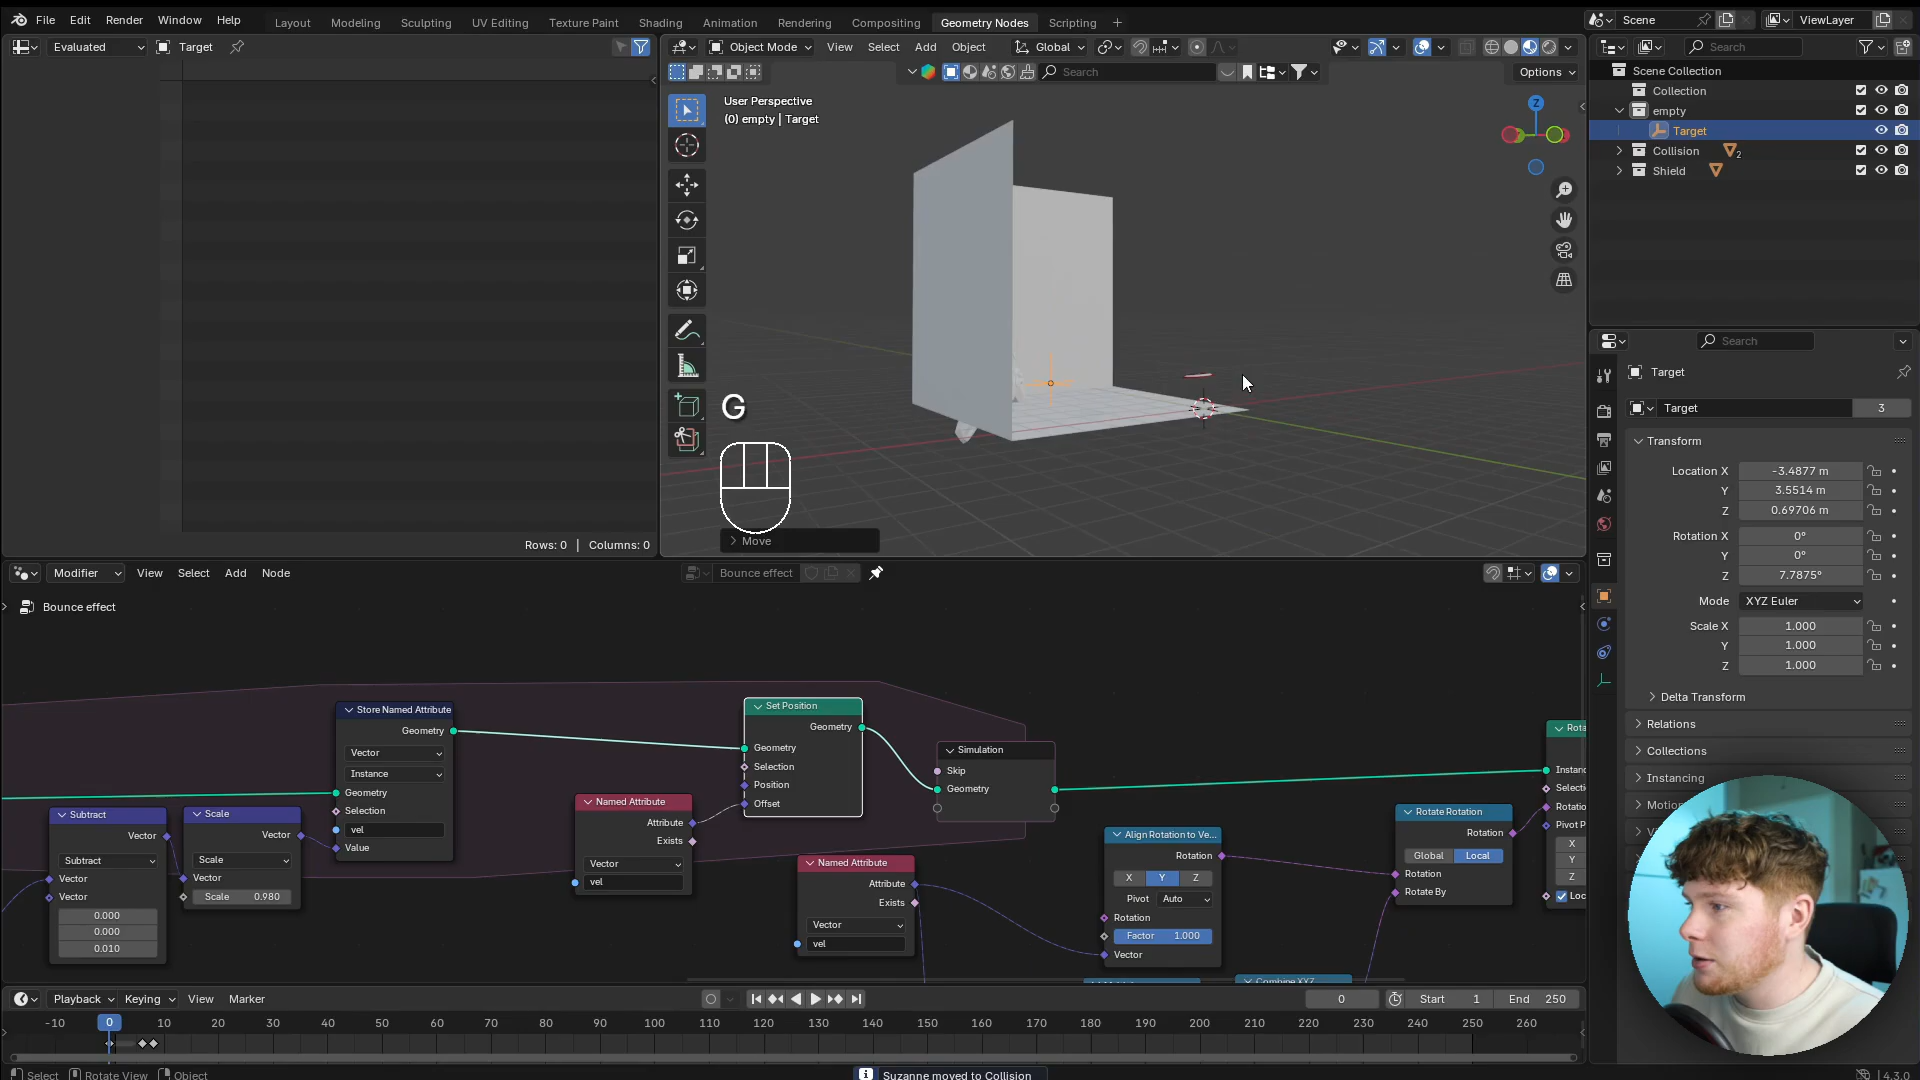 File Edit Render Window Help
Layout Modeling Sculpting UV Editing Texture Paint Shading Animation Rendering Compositing Geometry Nodes Scripting +
Scene
ViewLayer
Evaluated
Target
Object Mode View Select Add Object
Global
Search
Search
Options
User Perspective
(0) empty | Target
Z
G
Move
Rows: 0 | Columns: 0
Scene Collection
Collection
empty
Target
Collision 2
Shield
Search
Target
Target 3
Transform
Location X -3.4877 m
Y 3.5514 m
Z 0.69706 m
Rotation X 0°
Y 0°
Z 7.7875°
Mode XYZ Euler
Scale X 1.000
Y 1.000
Z 1.000
Delta Transform
Relations
Collections
Instancing
Modifier View Select Add Node
Bounce effect
Bounce effect
Subtract
Vector
Subtract
Vector
Vector
0.000
0.000
0.010
Scale
Vector
Scale
Vector
Scale 0.980
Store Named Attribute
Geometry
Vector
Instance
Geometry
Selection
vel
Value
Named Attribute
Attribute
Exists
Vector
vel
Set Position
Geometry
Geometry
Selection
Position
Offset
Simulation
Skip
Geometry
Named Attribute
Attribute
Exists
Vector
vel
Align Rotation to Ve...
Rotation
X Y Z
Pivot Auto
Rotation
Factor 1.000
Vector
Combine XYZ
Rotate Rotation
Rotation
Global Local
Rotation
Rotate By
Playback Keying View Marker
0
Start 1
End 250
-10 0 10 20 30 40 50 60 70 80 90 100 110 120 130 140 150 160 170 180 190 200 210 220 230 240 250 260
Select Rotate View Object
Suzanne moved to Collision
4.3.0